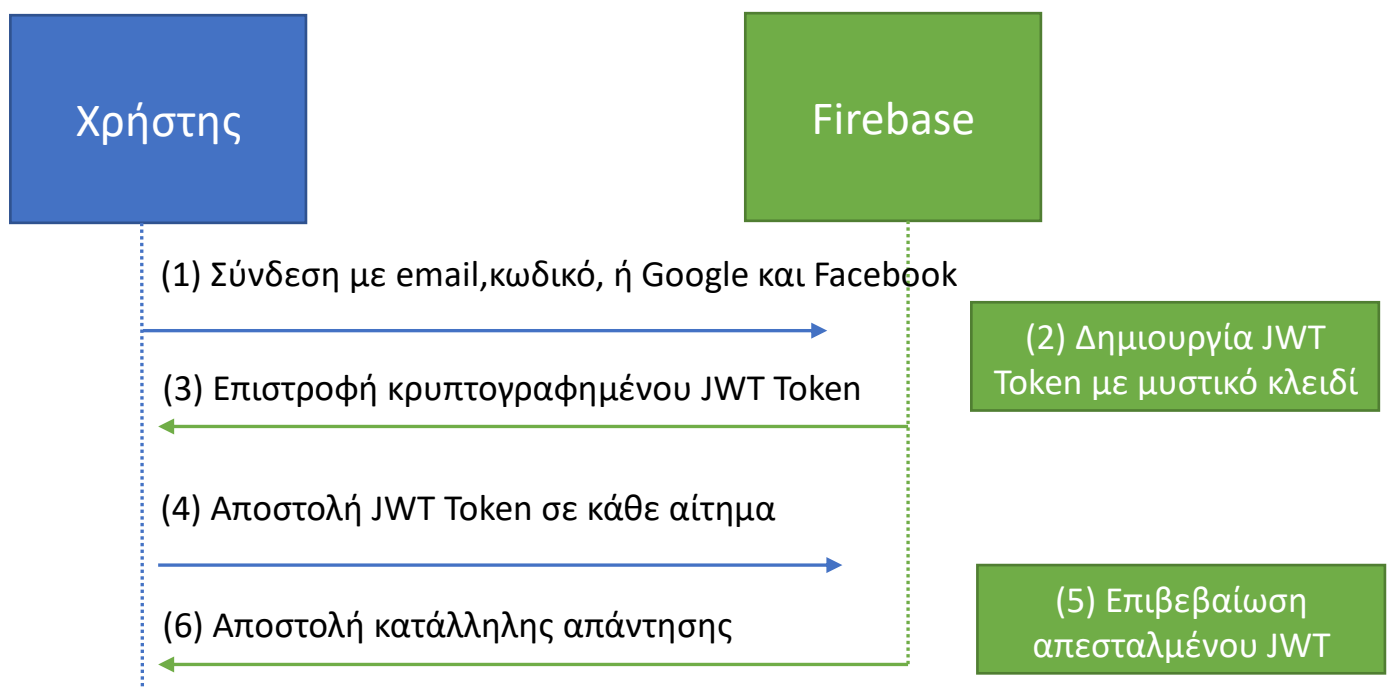 Χρήστης
Firebase
(1) Σύνδεση με email,κωδικό, ή Google και Facebook
(2) Δημιουργία JWT
Token με μυστικό κλειδί
(3) Επιστροφή κρυπτογραφημένου JWT Token
(4) Αποστολή JWT Token σε κάθε αίτημα
(5) Επιβεβαίωση
απεσταλμένου JWT
(6) Αποστολή κατάλληλης απάντησης